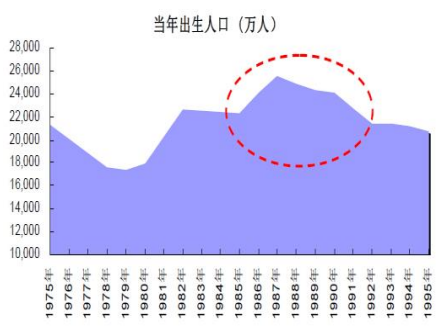 当年出生人口（万人）
28,000
26,000
24,000
22,000
20,000
18,000
16,000
14,000
12,000
10,000
1975年
1976年
1977年
1978年
1979年
1980年
1981年
1982年
1983年
1984年
1985年
1986年
1987年
1988年
1989年
1990年
1991年
1992年
1993年
1994年
1995年